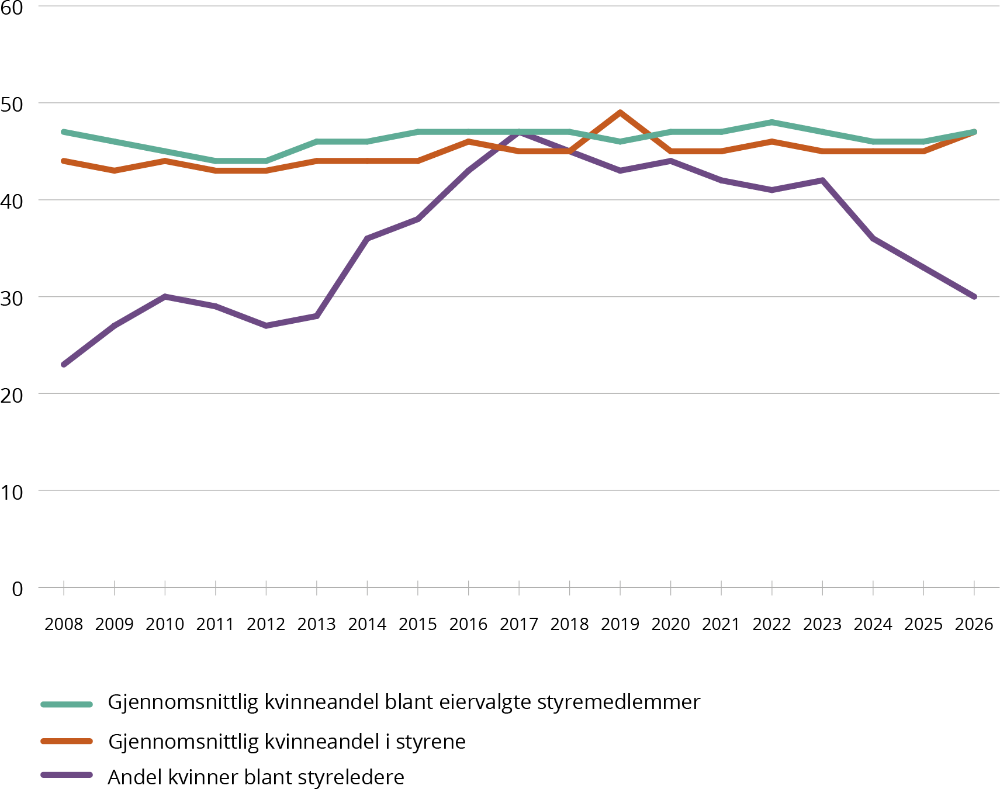 60
50
40
30
20
10
0
2008 2009 2010 2011 2012 2013 2014 2015 2016 2017 2018 2019 2020 2021 2022 2023 2024 2025 2026
Gjennomsnittlig kvinneandel blant eiervalgte styremedlemmer
Gjennomsnittlig kvinneandel i styrene
Andel kvinner blant styreledere